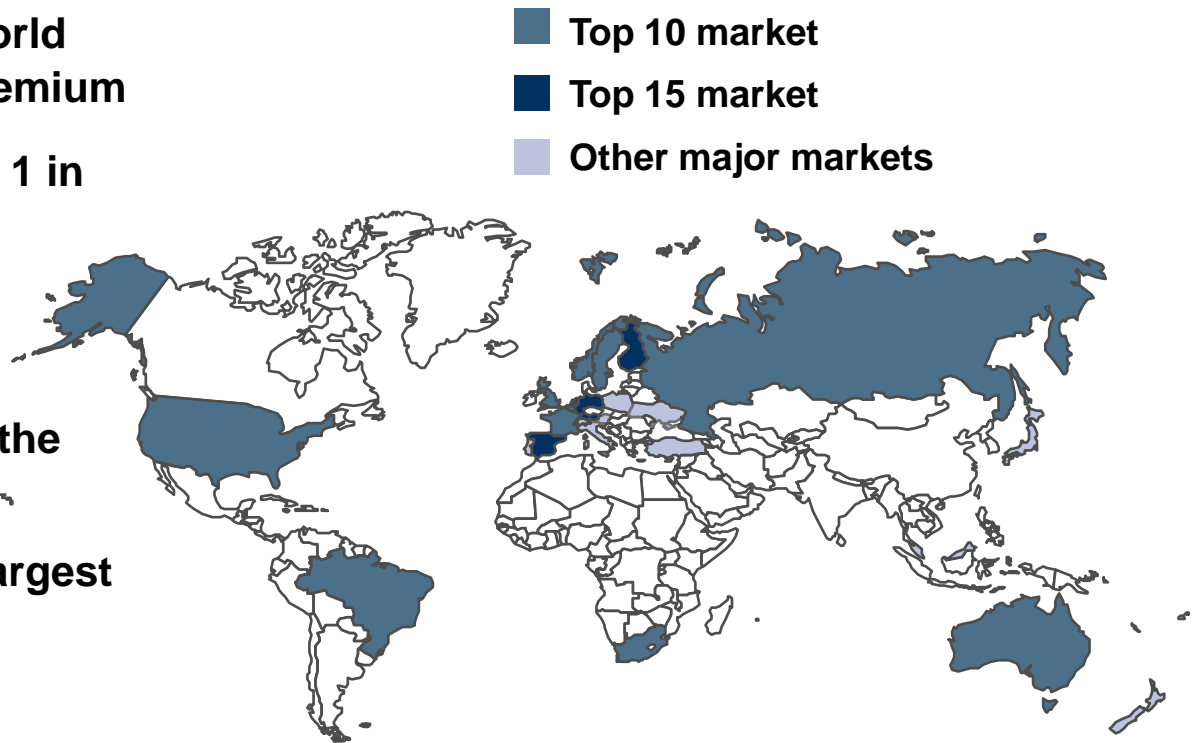 orld
emium
1 in
the
argest
Top 10 market
Top 15 market
Other major markets